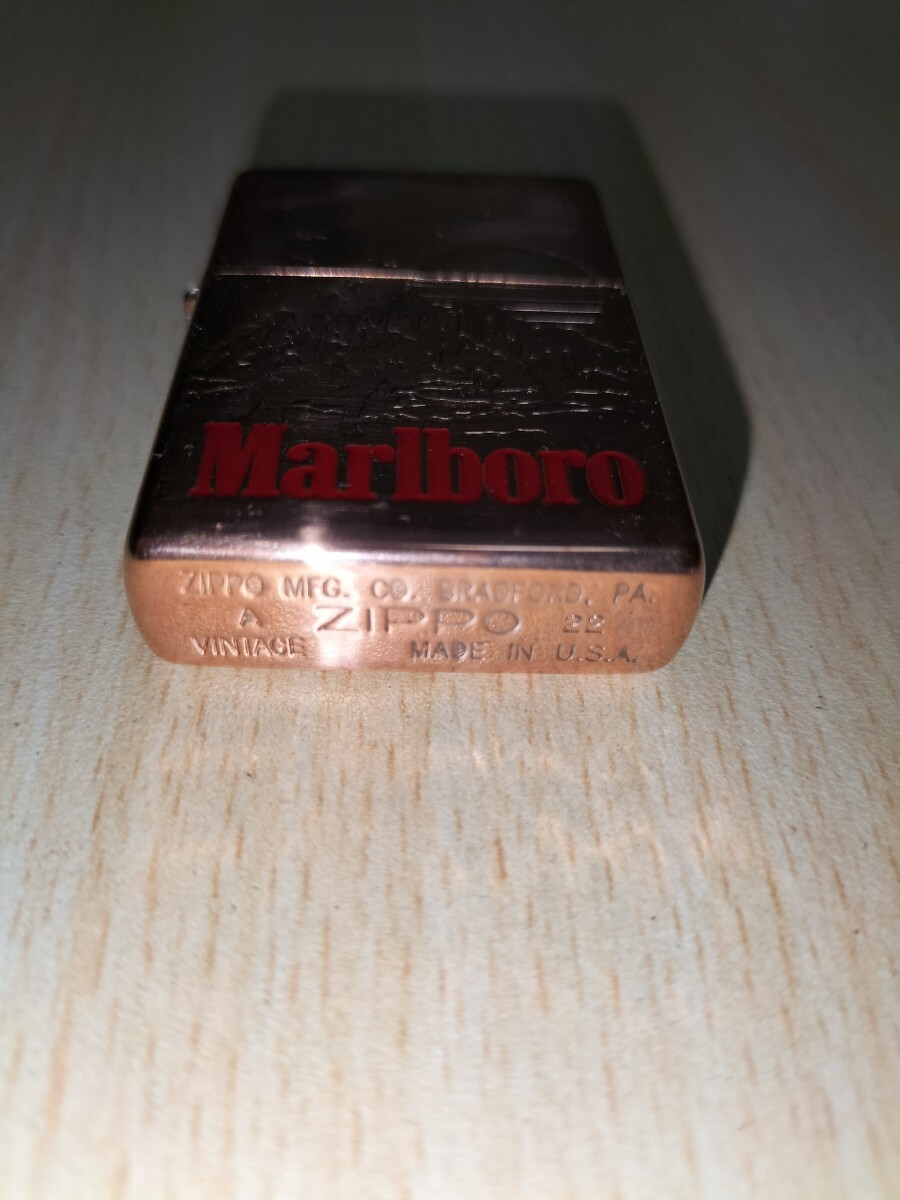 Marlboro
ZIPPO MFG. CO. BRADFORD, PA.
A ZIPPO 22
VINTAGE MADE IN U.S.A.